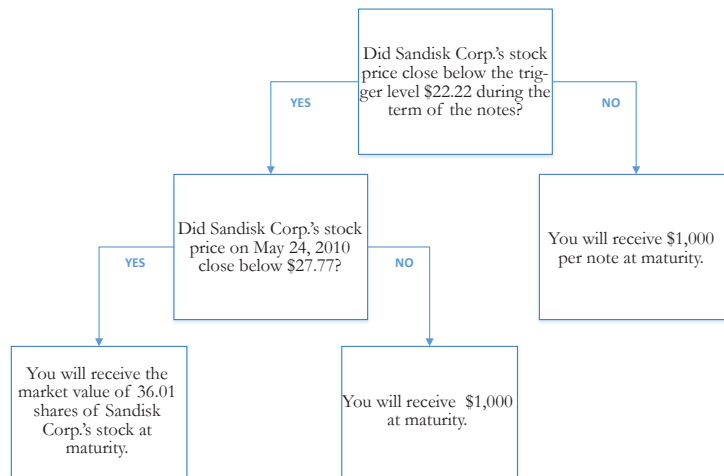 Did Sandisk Corp.'s stock
price close below the trig-
ger level $22.22 during the
term of the notes?
YES
NO
Did Sandisk Corp.'s stock
price on May 24, 2010
close below $27.77?
You will receive $1,000
per note at maturity.
YES
NO
You will receive the
market value of 36.01
shares of Sandisk
Corp.'s stock at
maturity.
You will receive $1,000
at maturity.